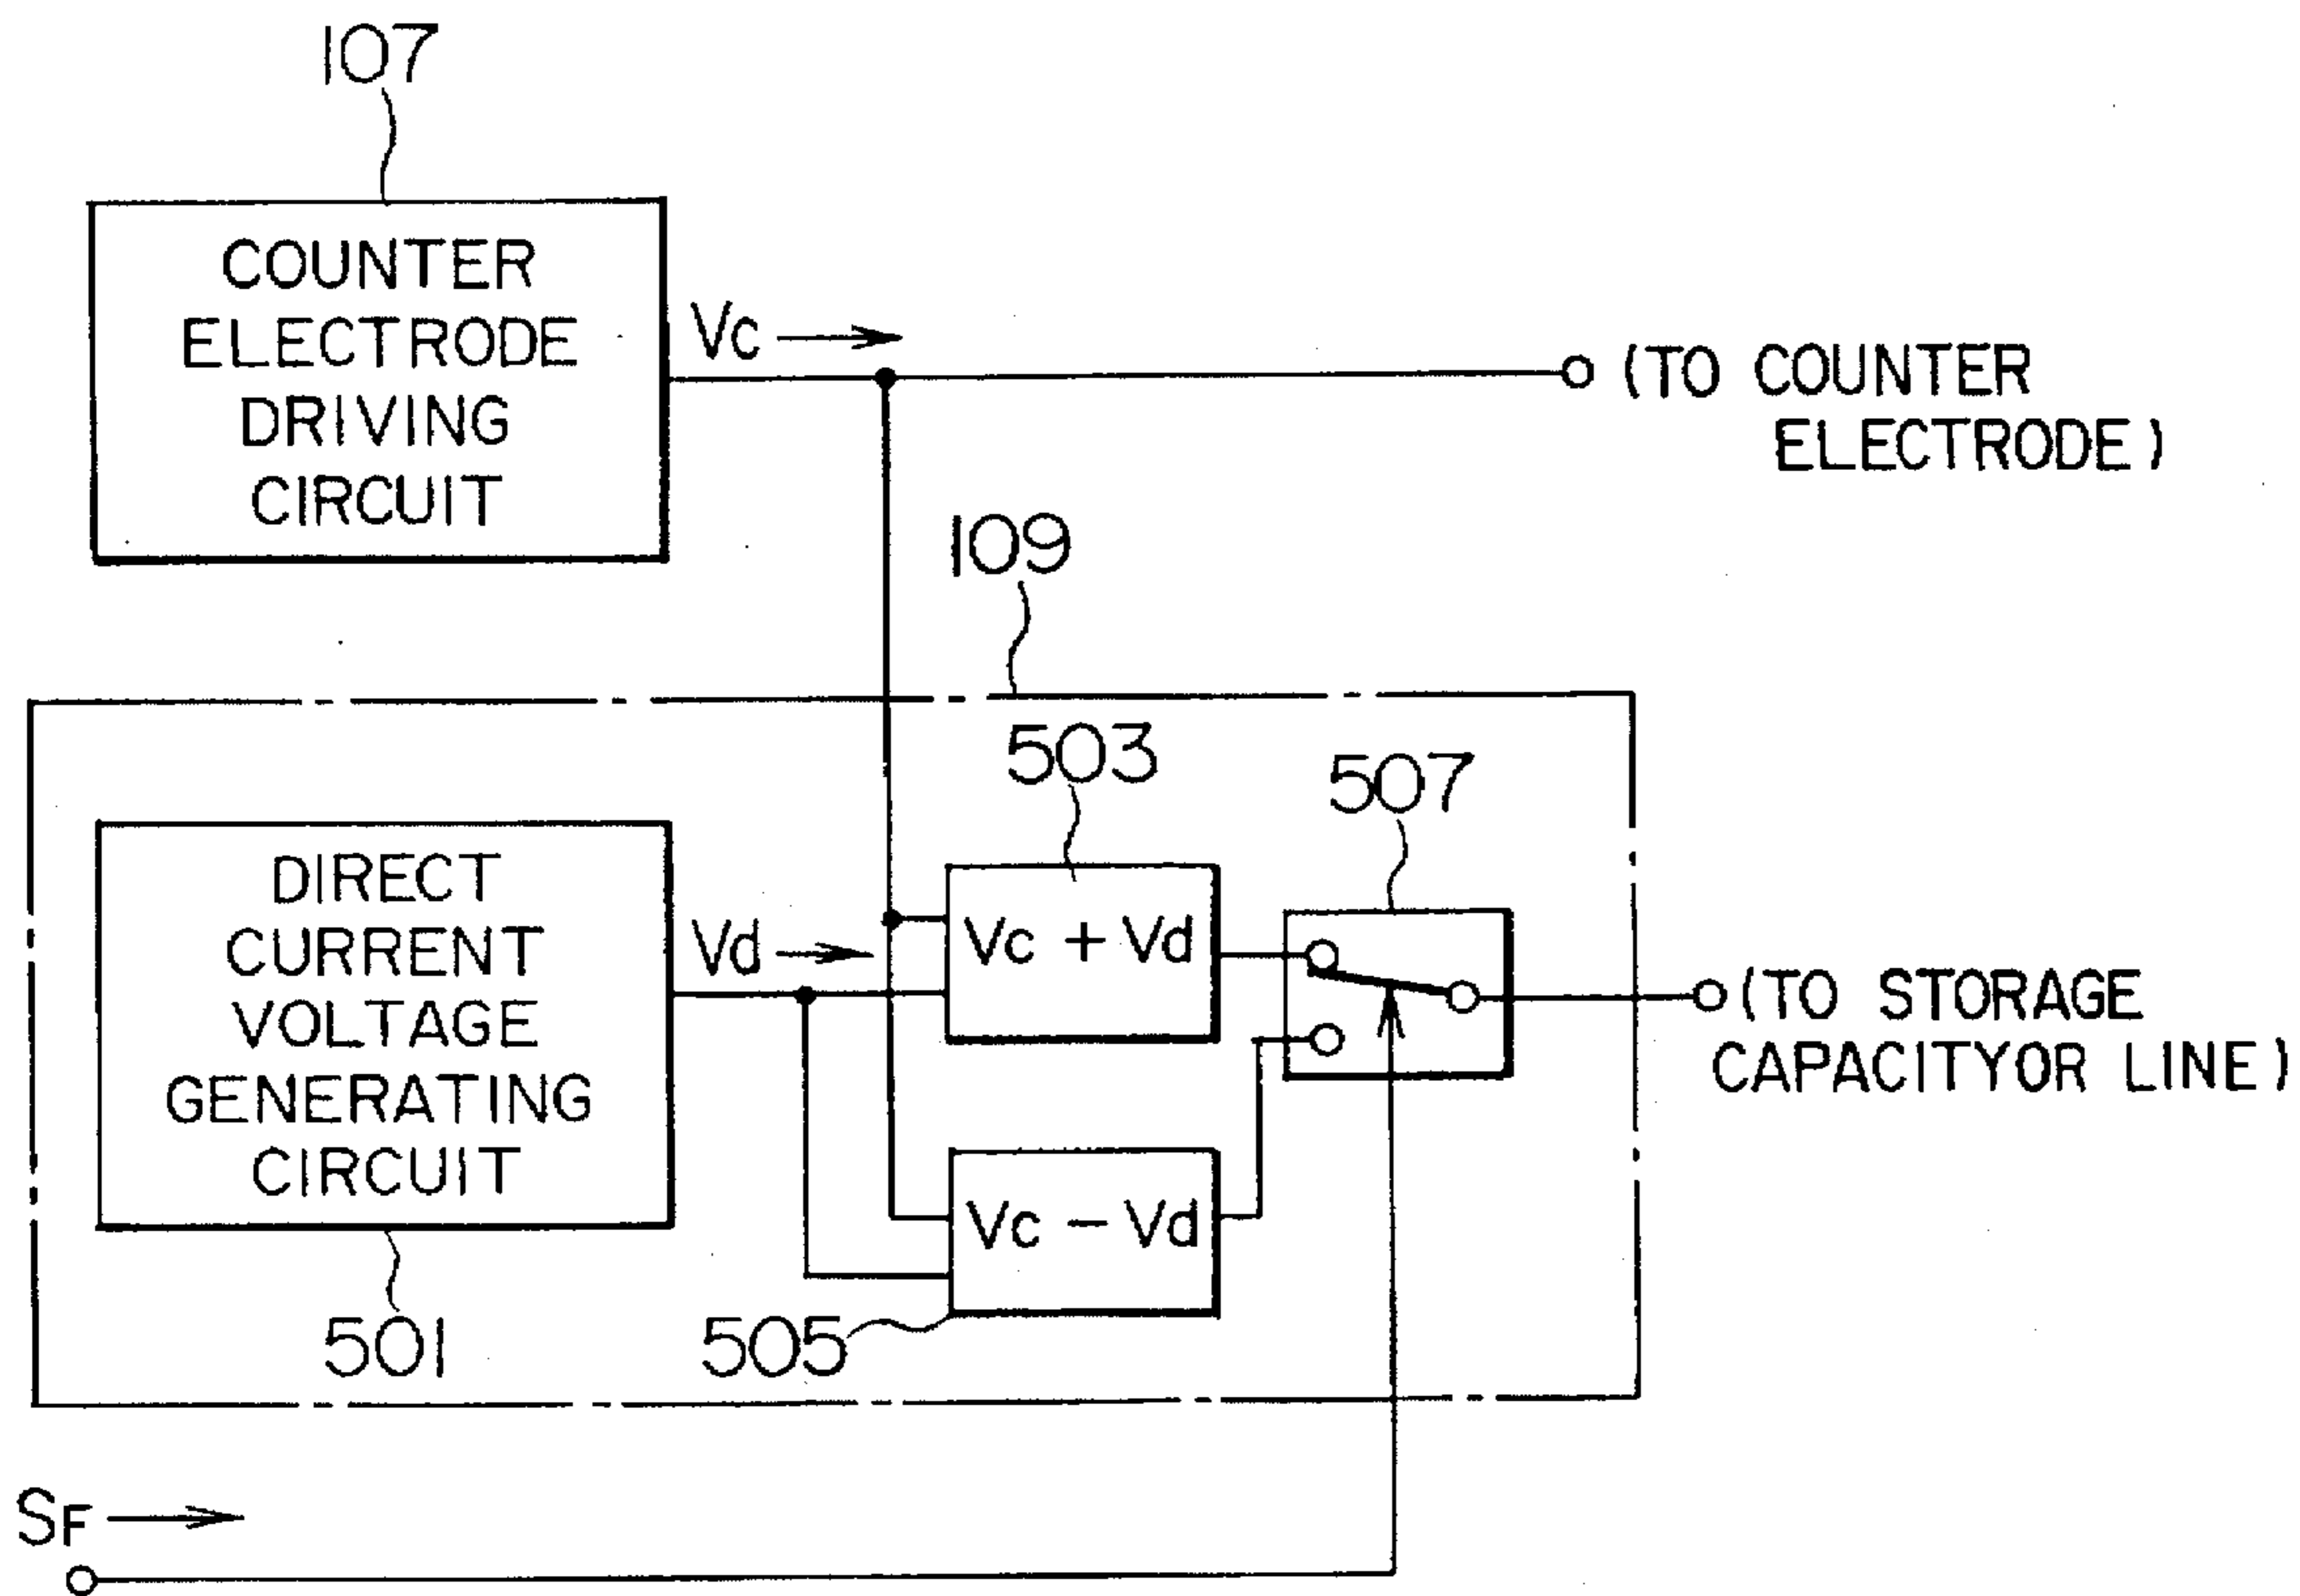 107
COUNTER
ELECTRODE
DRIVING
CIRCUIT
Vc
(TO COUNTER
ELECTRODE)
109
503
507
DIRECT
CURRENT
VOLTAGE
GENERATING
CIRCUIT
Vd
Vc + Vd
(TO STORAGE
CAPACITYOR LINE)
Vc - Vd
501
505
SF